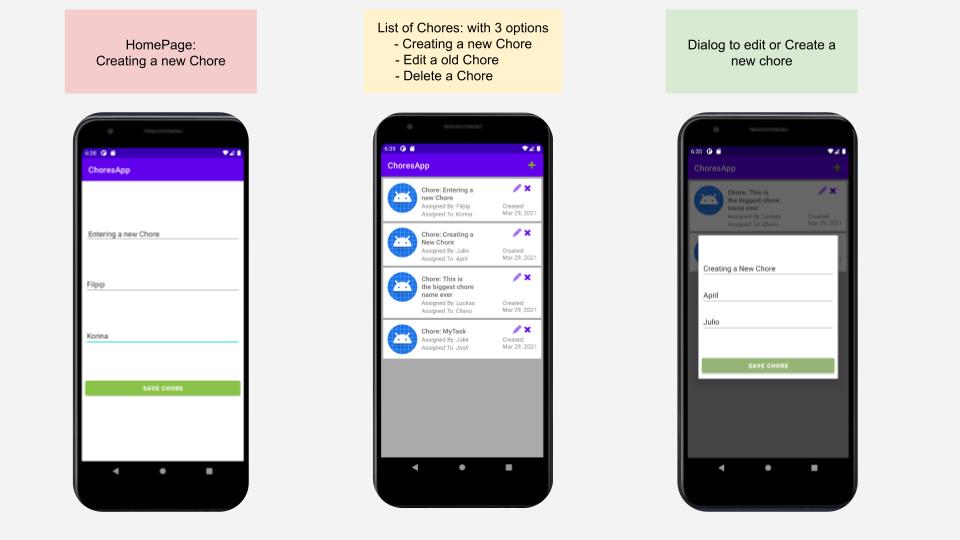 HomePage:
Creating a new Chore
List of Chores: with 3 options
- Creating a new Chore
- Edit a old Chore
- Delete a Chore
Dialog to edit or Create a
new chore
6:38
ChoresApp
Entering a new Chore
Filpip
Korina
SAVE CHORE
6:39
ChoresApp
Chore: Entering a
new Chore
Assigned By: Filpip
Assigned To: Korina
Created:
Mar 29, 2021
Chore: Creating a
New Chore
Assigned By: Julio
Assigned To: April
Created:
Mar 29, 2021
Chore: This is
the biggest chore
name ever
Assigned By: Luckas
Assigned To: Chavo
Created:
Mar 29, 2021
Chore: MyTask
Assigned By: Julie
Assigned To: Josh
Created:
Mar 29, 2021
6:35
ChoresApp
Chore: This is
the biggest chore
name ever
Assigned By: Luckas
Assigned To: Chavo
Created:
Mar 29, 2021
Creating a New Chore
April
Julio
SAVE CHORE